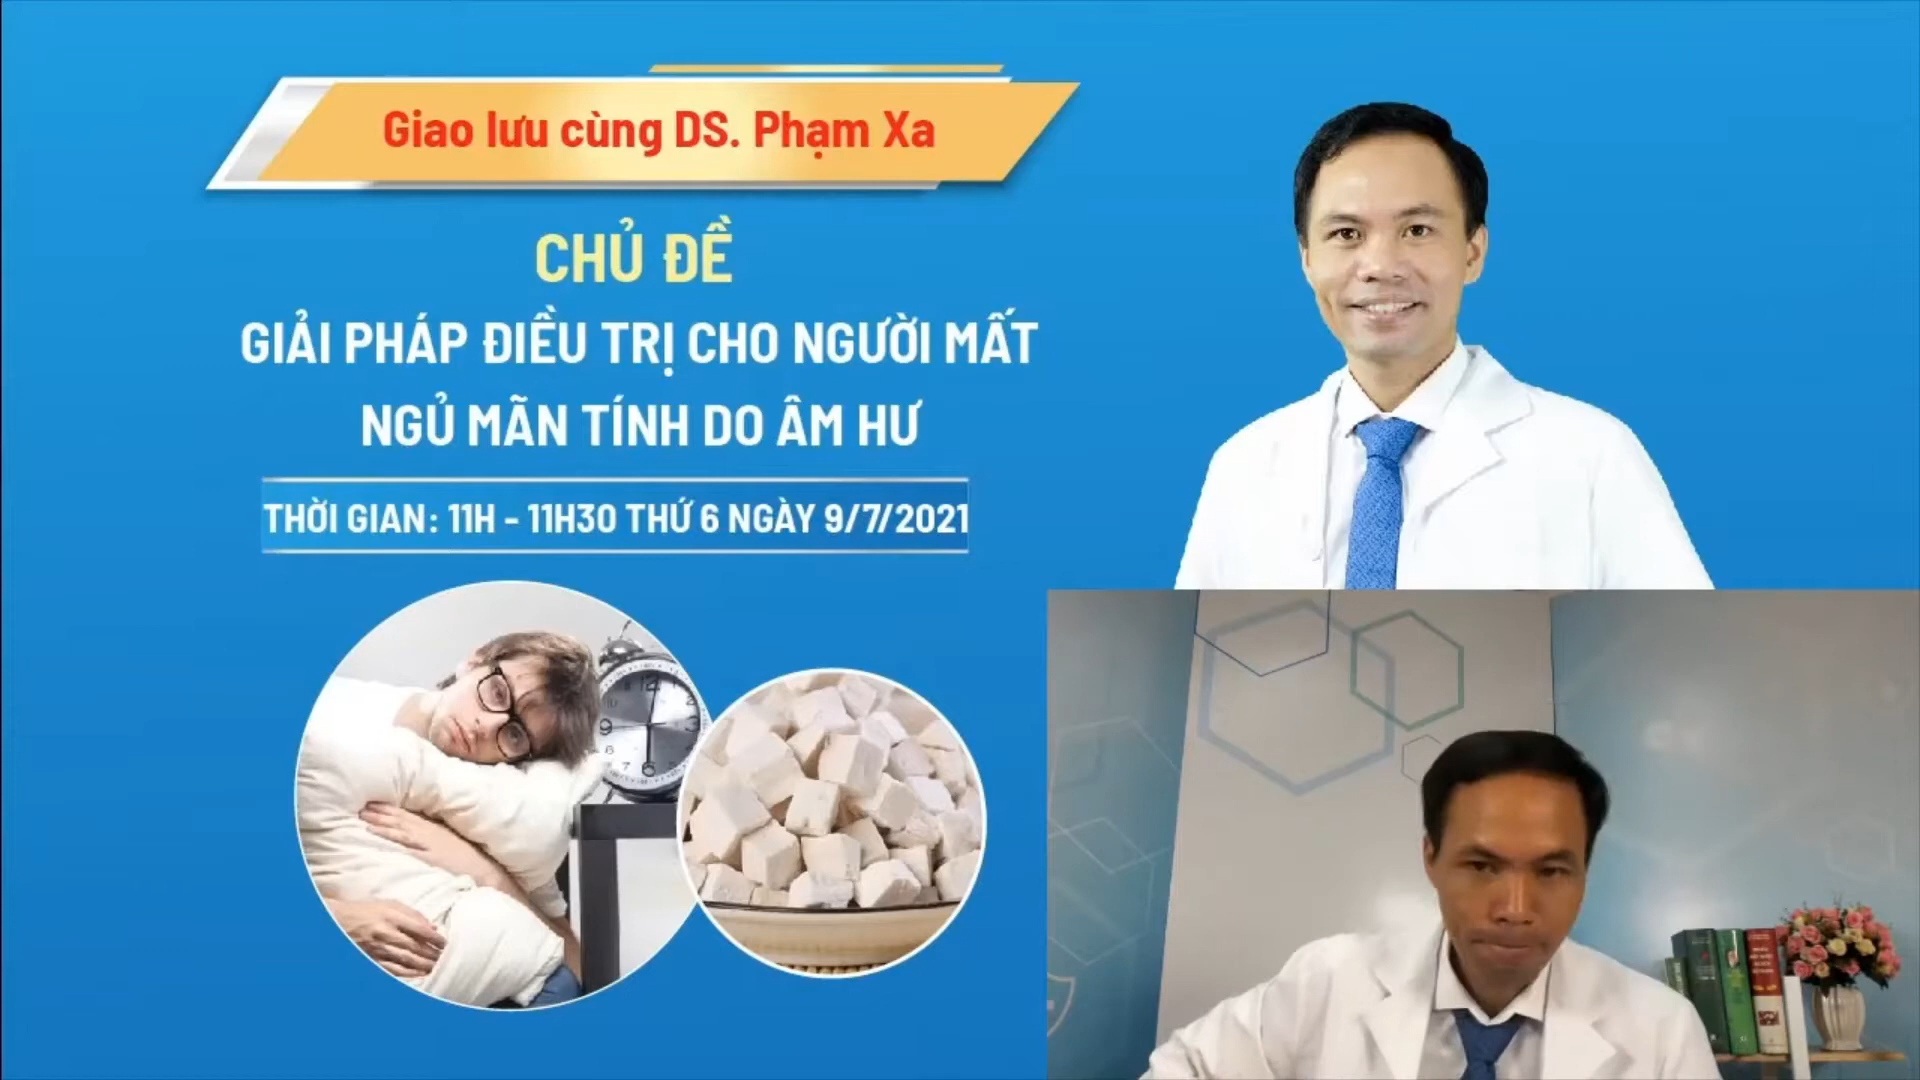 Giao lưu cùng DS. Phạm Xa
CHỦ ĐỀ
GIẢI PHÁP ĐIỀU TRỊ CHO NGƯỜI MẤT
NGỦ MÃN TÍNH DO ÂM HƯ
THỜI GIAN: 11H - 11H30 THỨ 6 NGÀY 9/7/2021